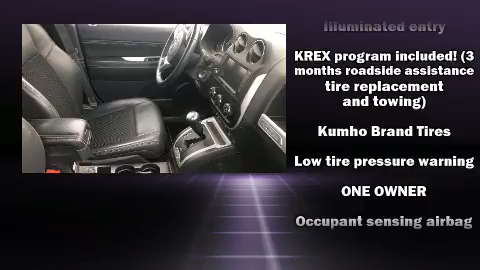 Illuminated entry
KREX program included! (3
months roadside assistance
tire replacement
and towing)
Kumho Brand Tires
Low tire pressure warning
ONE OWNER
Occupant sensing airbag